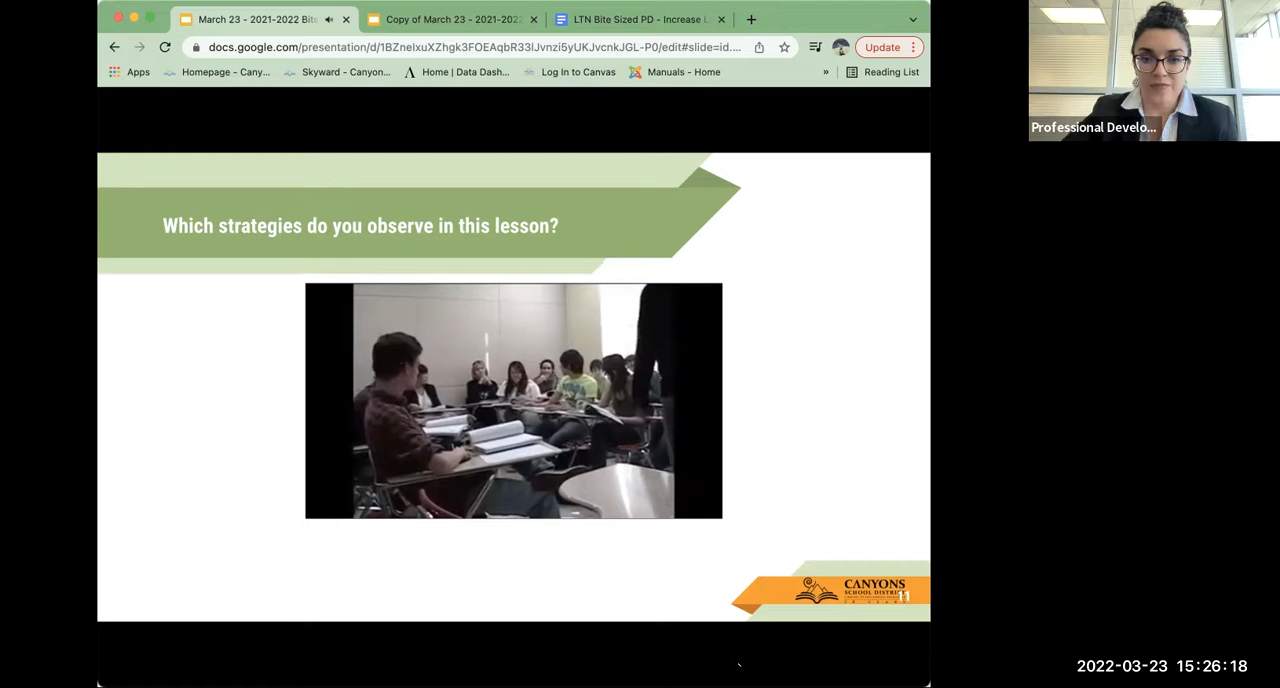 March 23 - 2021-2022 Bite
Copy of March 23 - 2021-2022
LTN Bite Sized PD - Increase L
docs.google.com/presentation/d/1BZneIxuXZhgk3FOEAqbR33IJvnzi5yUKJvcnkJGL-P0/edit#slide=id....
Update
Apps
Homepage - Cany...
Skyward - Canyon...
Home | Data Dash...
Log In to Canvas
Manuals - Home
»
Reading List
Professional Develo...
Which strategies do you observe in this lesson?
CANYONS
SCHOOL DISTRICT
11
2022-03-23 15:26:18